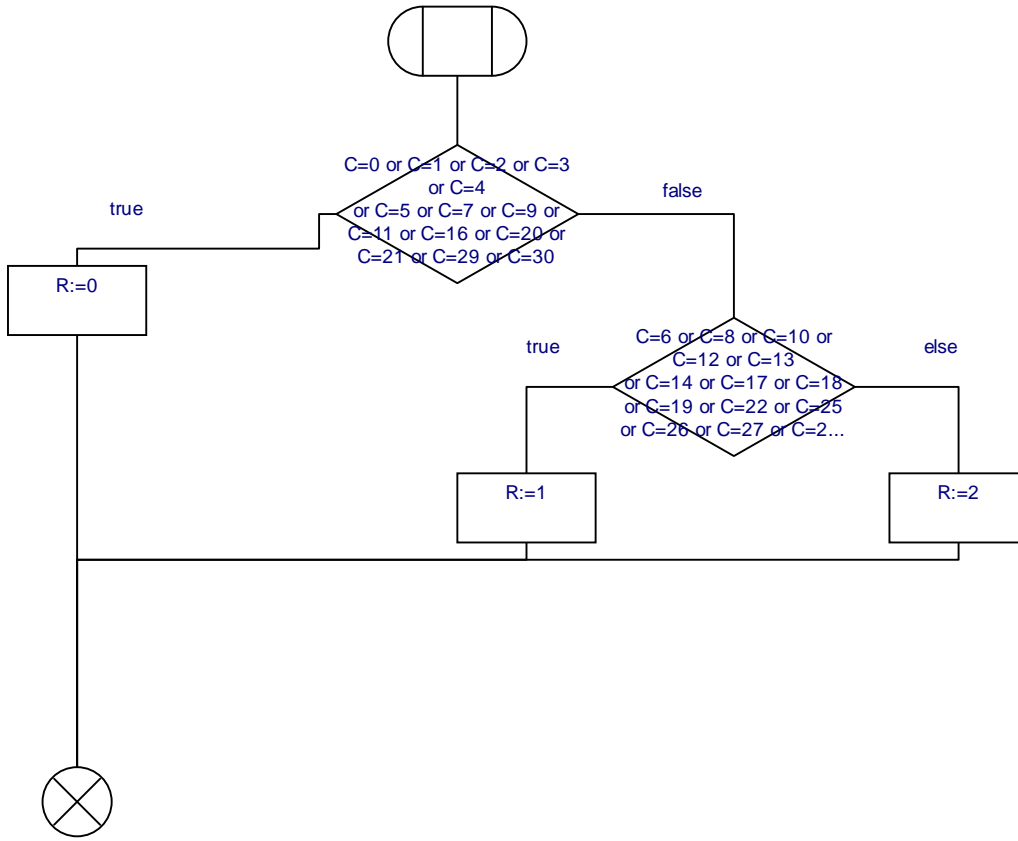 C=0 or C=1 or C=2 or C=3
or C=4
or C=5 or C=7 or C=9 or
C=11 or C=16 or C=20 or
C=21 or C=29 or C=30
true
false
R:=0
C=6 or C=8 or C=10 or
C=12 or C=13
or C=14 or C=17 or C=18
or C=19 or C=22 or C=25
or C=26 or C=27 or C=2...
true
else
R:=1
R:=2